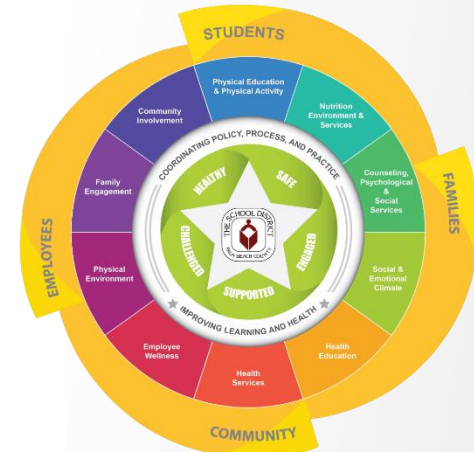 STUDENTS
FAMILIES
COMMUNITY
EMPLOYEES
Physical Education
& Physical Activity
Nutrition
Environment &
Services
Counseling,
Psychological
&
Social
Services
Social &
Emotional
Climate
Health
Education
Health
Services
Employee
Wellness
Physical
Environment
Family
Engagement
Community
Involvement
COORDINATING POLICY, PROCESS, AND PRACTICE
IMPROVING LEARNING AND HEALTH
HEALTHY
SAFE
ENGAGED
SUPPORTED
CHALLENGED
THE SCHOOL DISTRICT
PALM BEACH COUNTY